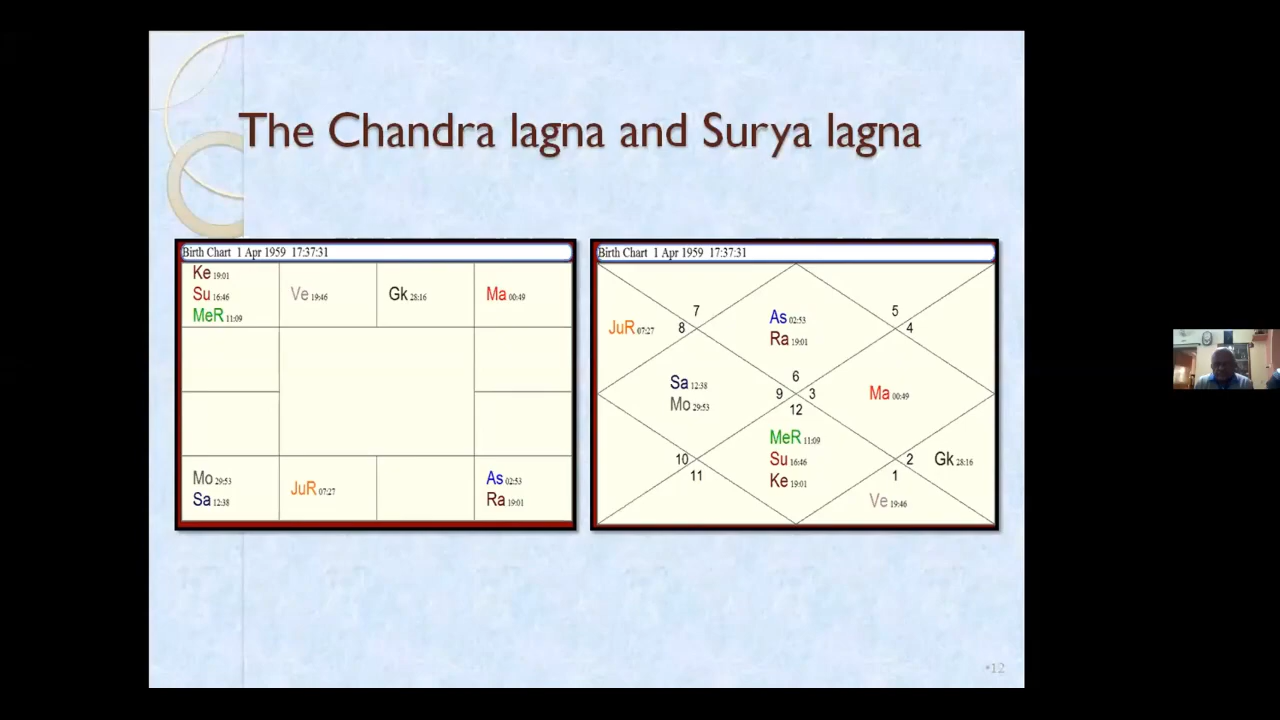 The Chandra lagna and Surya lagna
Birth Chart 1 Apr 1959 17:37:31
Ke 19:01
Su 16:46
MeR 11:09
Ve 19:46
Gk 28:16
Ma 00:49
Mo 29:53
Sa 12:38
JuR 07:27
As 02:53
Ra 19:01
Birth Chart 1 Apr 1959 17:37:31
7
5
JuR 07:27
8
As 02:53
Ra 19:01
4
6
Sa 12:38
Mo 29:53
9
3
Ma 00:49
12
MeR 11:09
Su 16:46
Ke 19:01
10
11
2
Gk 28:16
1
Ve 19:46
•12